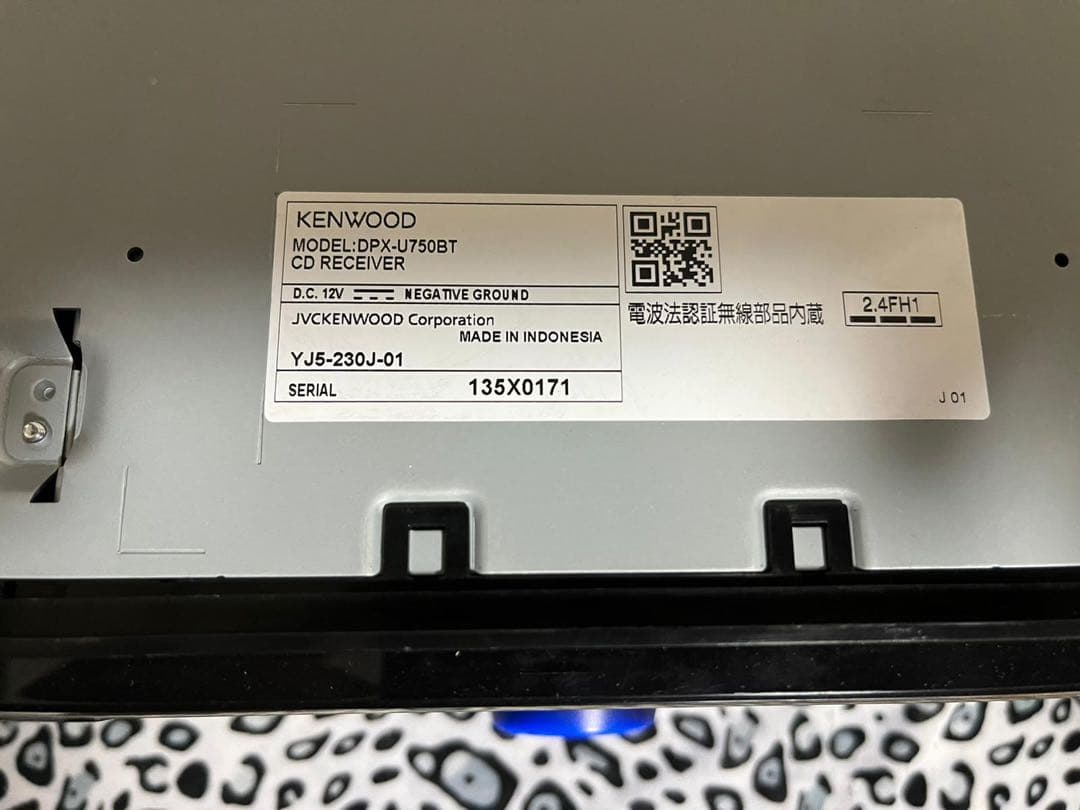 KENWOOD
MODEL:DPX-U750BT
CD RECEIVER
D.C. 12V NEGATIVE GROUND
JVCKENWOOD Corporation
MADE IN INDONESIA
YJ5-230J-01
SERIAL 135X0171
電波法認証無線部品内蔵 2.4FH1
J 01